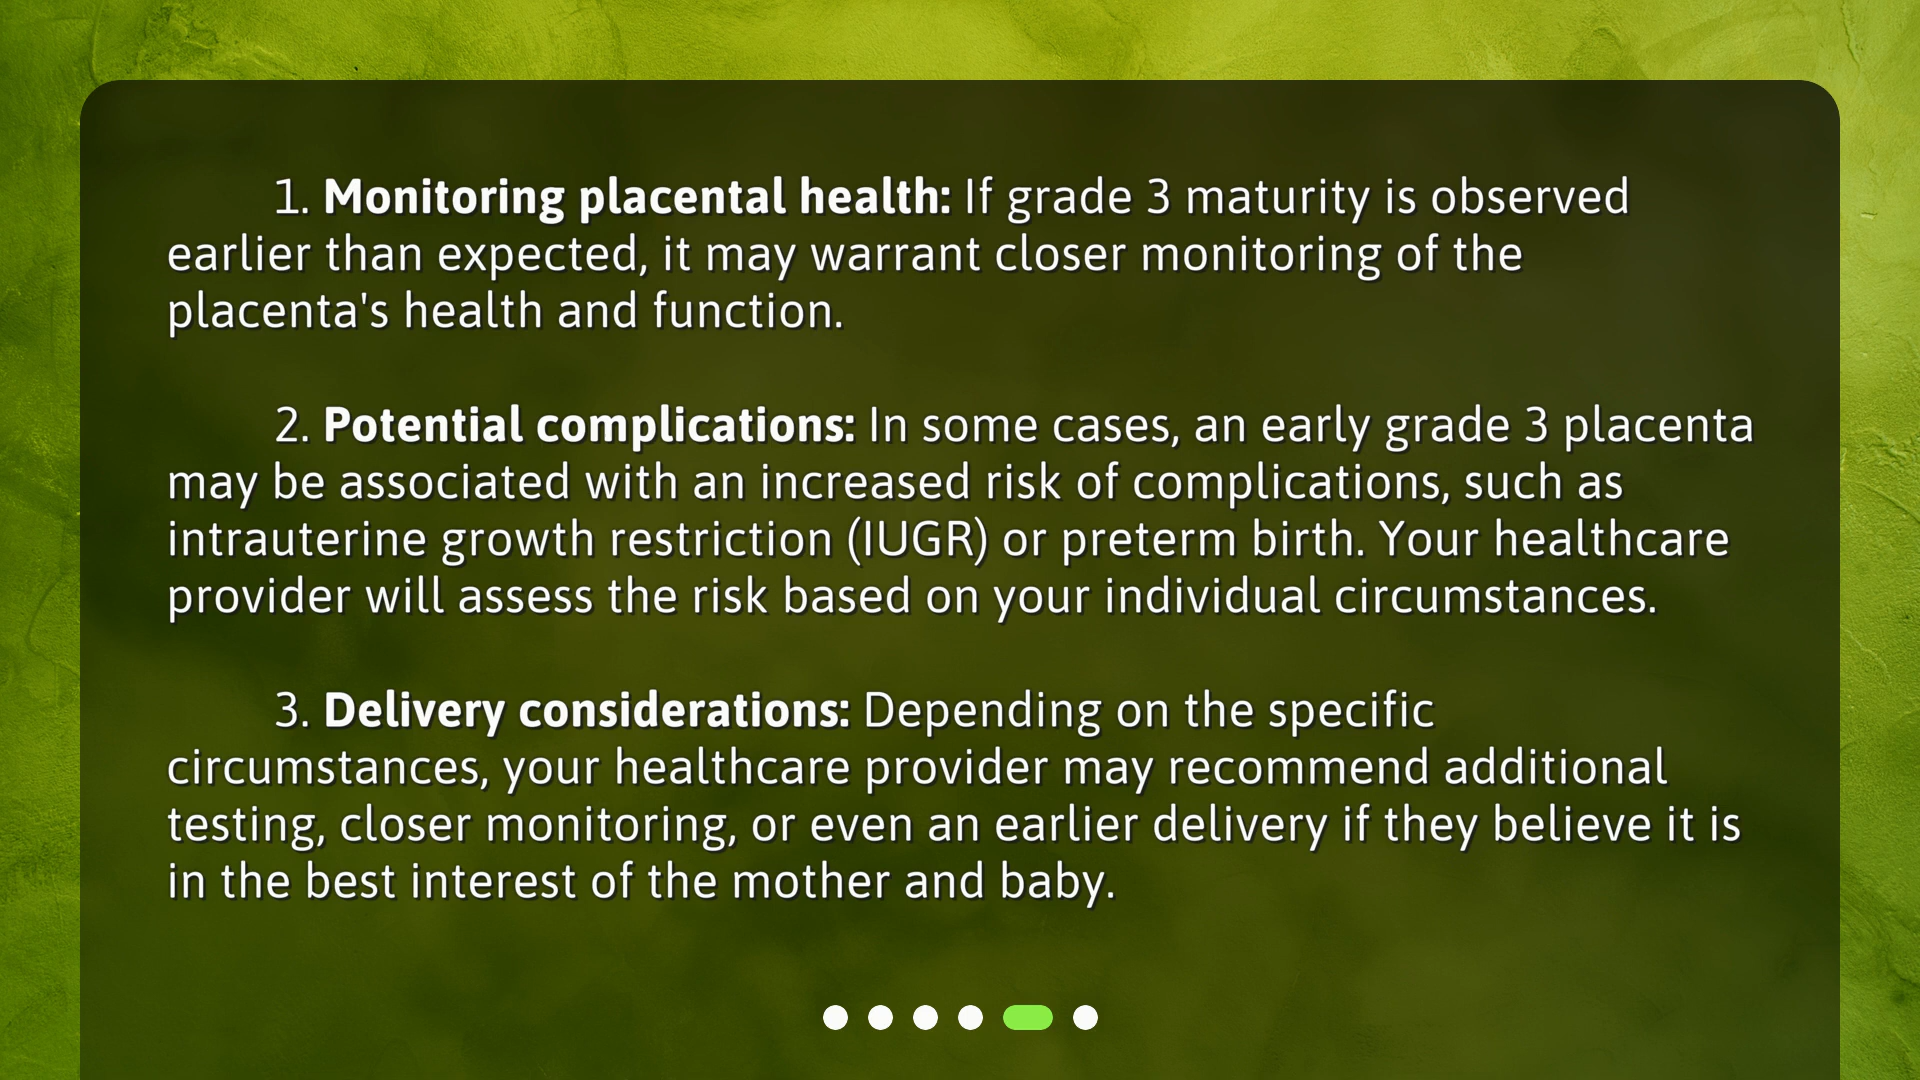 1. Monitoring placental health: If grade 3 maturity is observed
earlier than expected, it may warrant closer monitoring of the
placenta's health and function.
2. Potential complications: In some cases, an early grade 3 placenta
may be associated with an increased risk of complications, such as
intrauterine growth restriction (IUGR) or preterm birth. Your healthcare
provider will assess the risk based on your individual circumstances.
3. Delivery considerations: Depending on the specific
circumstances, your healthcare provider may recommend additional
testing, closer monitoring, or even an earlier delivery if they believe it is
in the best interest of the mother and baby.